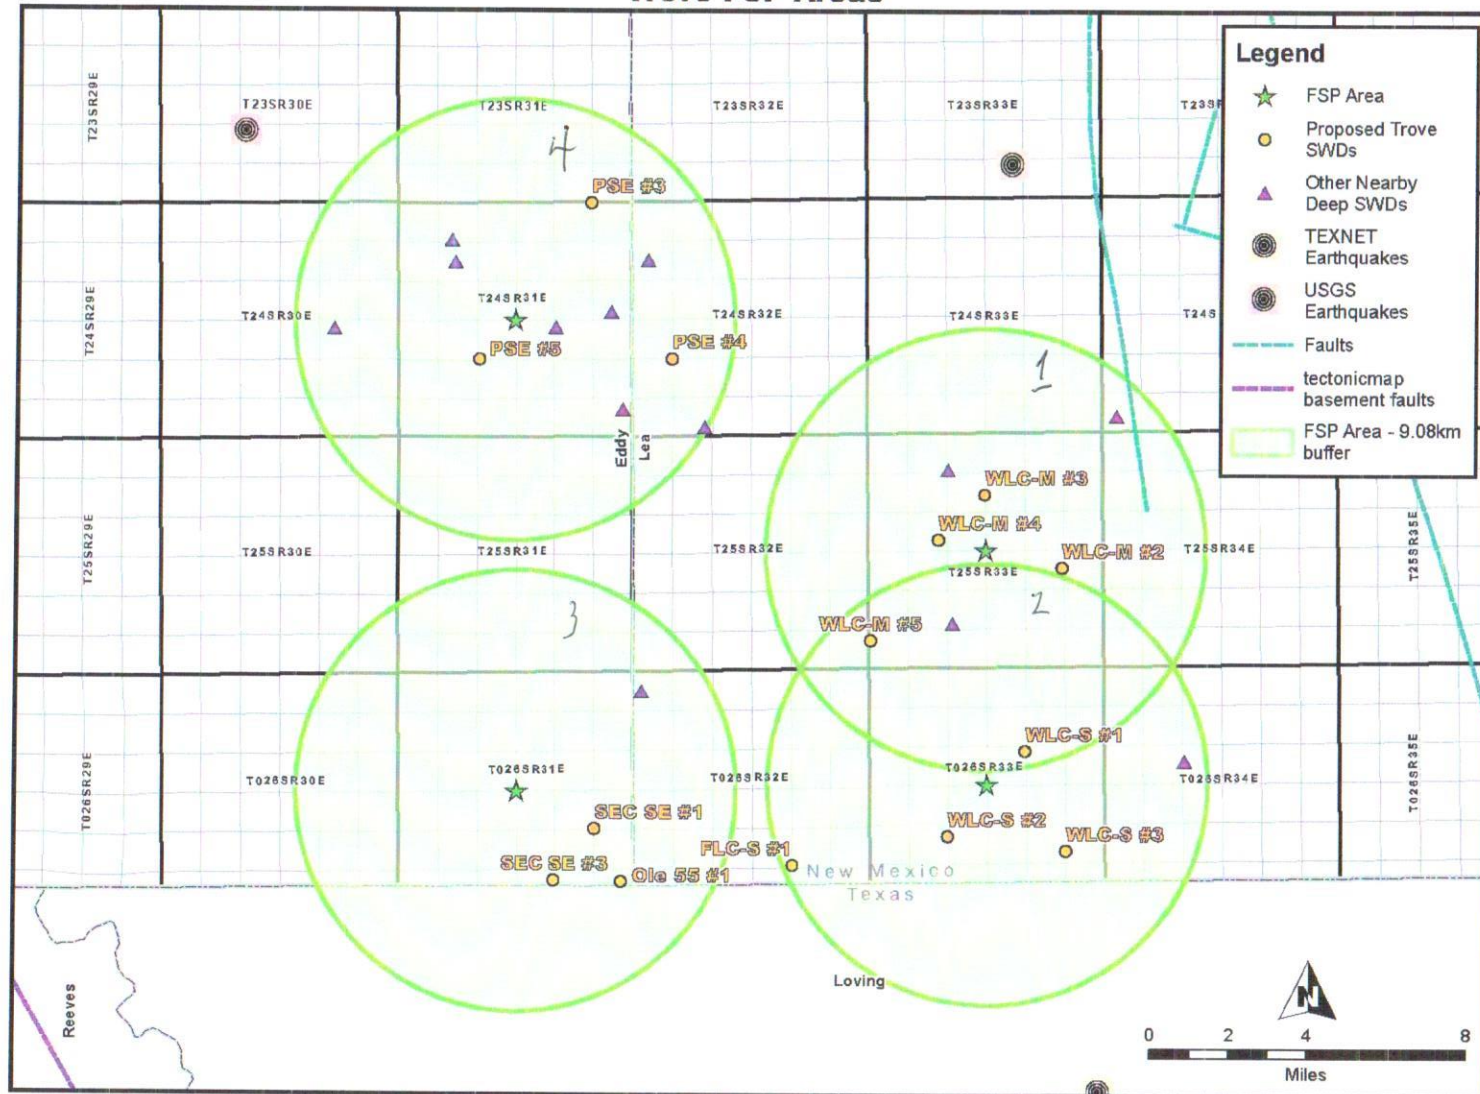 Legend
FSP Area
Proposed Trove
SWDs
Other Nearby
Deep SWDs
TEXNET
Earthquakes
USGS
Earthquakes
Faults
tectonicmap
basement faults
FSP Area - 9.08km
buffer
T23SR29E
T23SR30E
T23SR31E
T23SR32E
T23SR33E
4
PSE #3
T24SR29E
T24SR30E
T24SR31E
T24SR32E
T24SR33E
T24S
PSE #5
PSE #4
1
Eddy
Lea
WLC-M #3
WLC-M #4
WLC-M #2
T25SR29E
T25SR30E
T25SR31E
T25SR32E
T25SR33E
T25SR34E
T25SR35E
3
2
WLC-M #5
WLC-S #1
T026SR29E
T026SR30E
T026SR31E
T026SR32E
T026SR33E
T026SR34E
T026SR35E
SEC SE #1
WLC-S #2
WLC-S #3
SEC SE #3
Ole 55 #1
FLC-S #1
New Mexico
Texas
Loving
Reeves
N
0 2 4 8
Miles